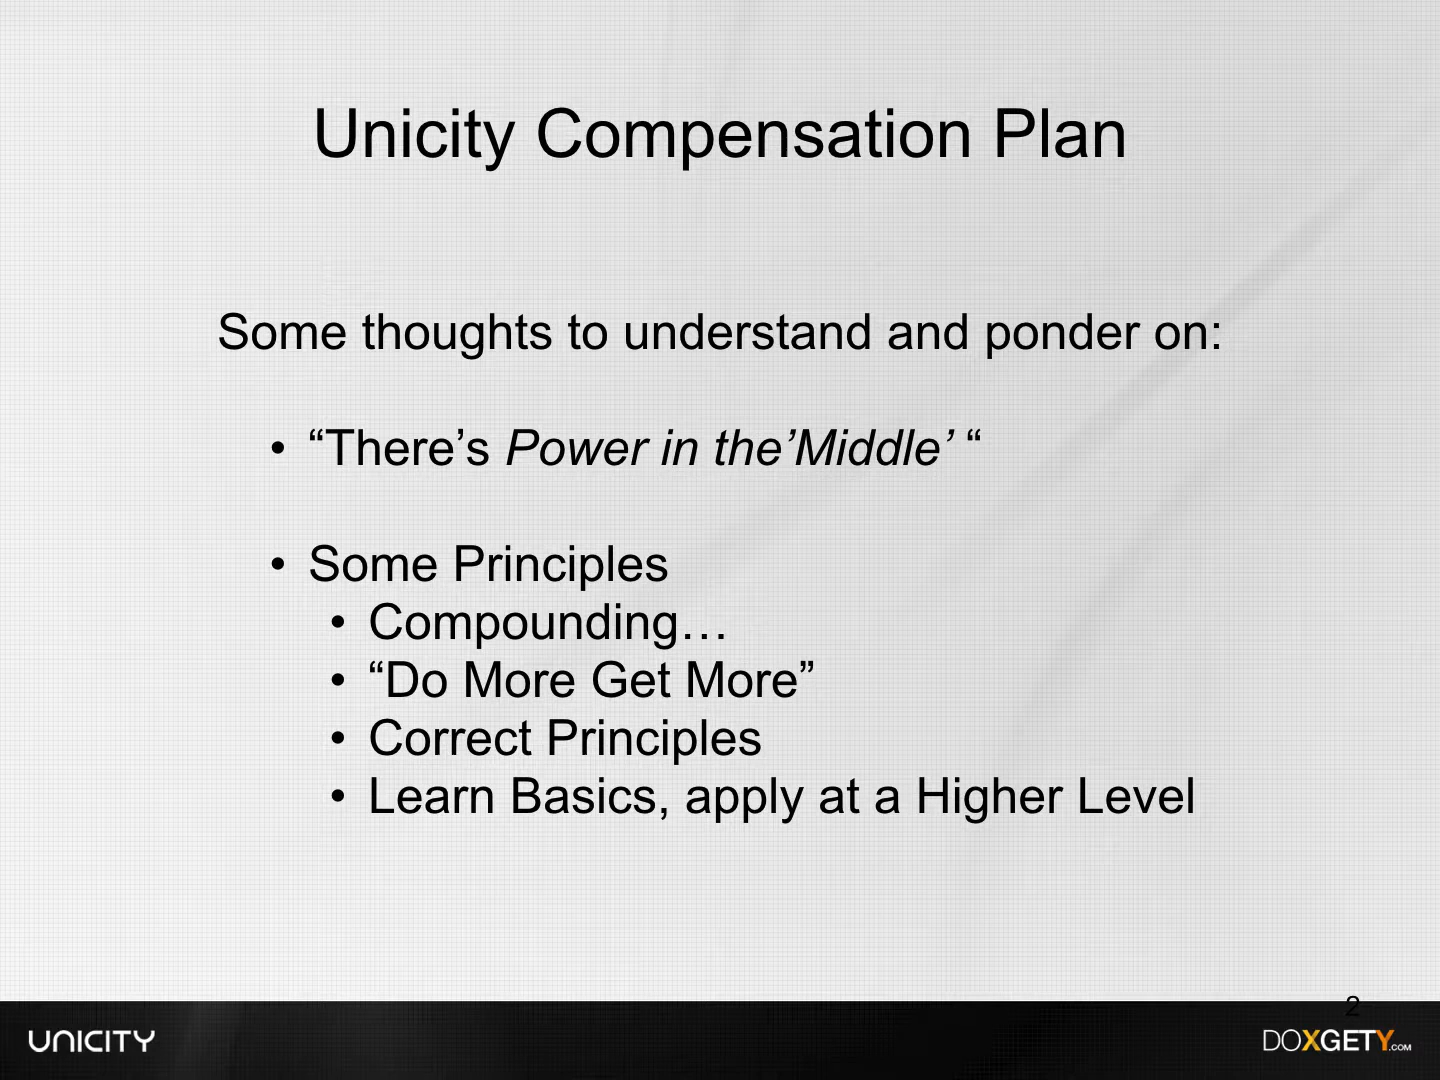 Unicity Compensation Plan
Some thoughts to understand and ponder on:
• “There’s Power in the’Middle’ “
• Some Principles
• Compounding…
• “Do More Get More”
• Correct Principles
• Learn Basics, apply at a Higher Level
2
UNICITY
DOXGETY.COM